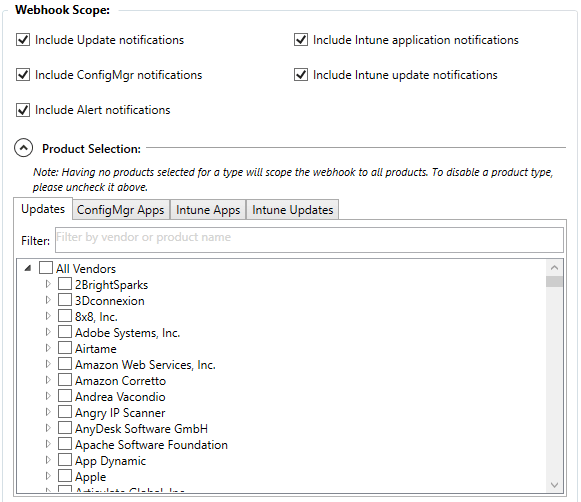 Webhook Scope:
Include Update notifications
Include Intune application notifications
Include ConfigMgr notifications
Include Intune update notifications
Include Alert notifications
Product Selection:
Note: Having no products selected for a type will scope the webhook to all products. To disable a product type,
please uncheck it above.
Updates ConfigMgr Apps Intune Apps Intune Updates
Filter: Filter by vendor or product name
All Vendors
2BrightSparks
3Dconnexion
8x8, Inc.
Adobe Systems, Inc.
Airtame
Amazon Web Services, Inc.
Amazon Corretto
Andrea Vacondio
Angry IP Scanner
AnyDesk Software GmbH
Apache Software Foundation
App Dynamic
Apple
Articulate Global, Inc.